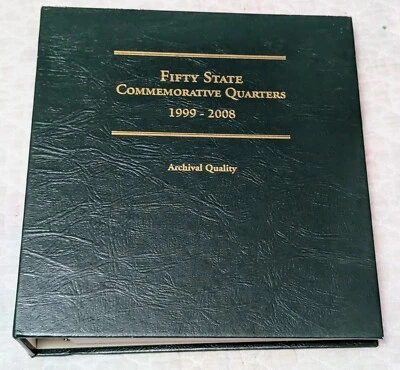 Fifty State
Commemorative Quarters
1999 - 2008
Archival Quality